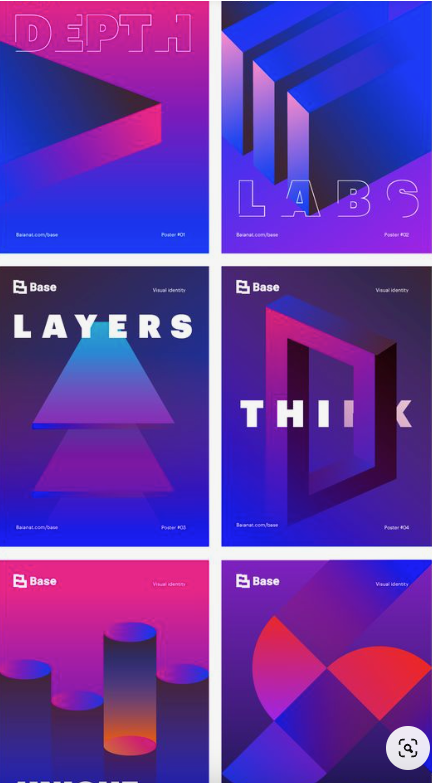 DEPTH
Baianat.com/base
Poster #01
LABS
Baianat.com/base
Poster #02
Base
Visual identity
LAYERS
Baianat.com/base
Poster #03
Base
Visual identity
THINK
Baianat.com/base
Poster #04
Base
Visual identity
Base
Visual identity